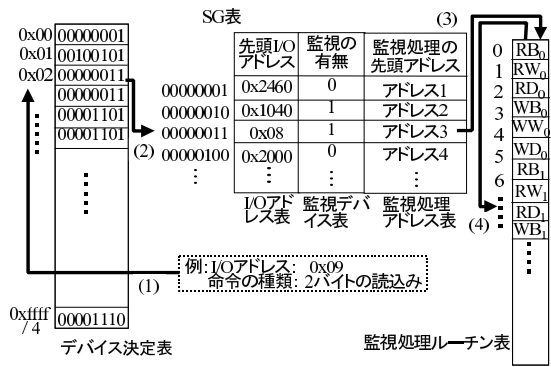 SG表
(3)
0x00 00000001
0x01 00100101
0x02 00000011
00000011
00001101
00001101
(2)
先頭I/O
アドレス
監視の
有無
監視処理の
先頭アドレス
00000001 0x2460 0 アドレス1
00000010 0x1040 1 アドレス2
00000011 0x08 1 アドレス3
00000100 0x2000 0 アドレス4
I/Oアド
レス表
監視デバ
イス表
監視処理
アドレス表
(4)
0 RB0
1 RW0
2 RD0
3 WB0
4 WW0
5 WD0
6 RB1
RW1
RD1
WB1
(1)
例：I/Oアドレス： 0x09
命令の種類：2バイトの読込み
0xffff
/ 4
00001110
デバイス決定表
監視処理ルーチン表